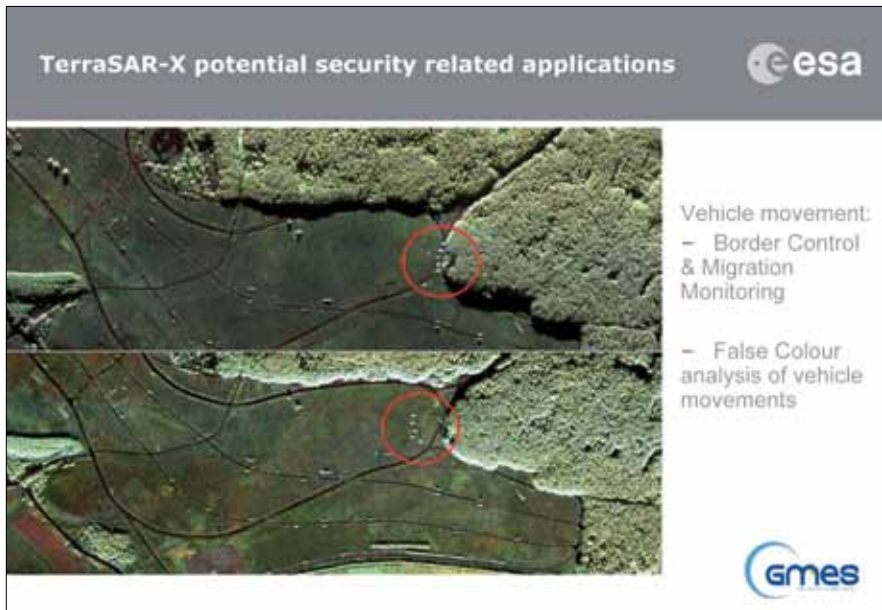 TerraSAR-X potential security related applications
esa
Vehicle movement:
– Border Control
& Migration
Monitoring
– False Colour
analysis of vehicle
movements
GMES